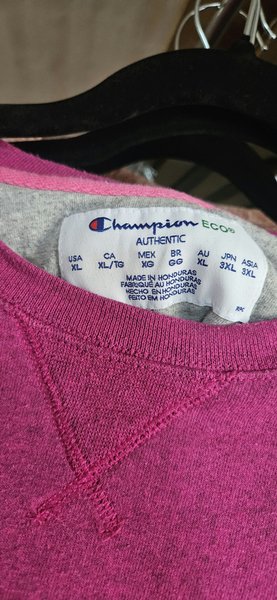 Champion ECO®
AUTHENTIC
USA CA MEX BR AU JPN ASIA
XL XL/TG XG GG XL 3XL 3XL
MADE IN HONDURAS
FABRIQUÉ AU HONDURAS
HECHO EN HONDURAS
FEITO EM HONDURAS